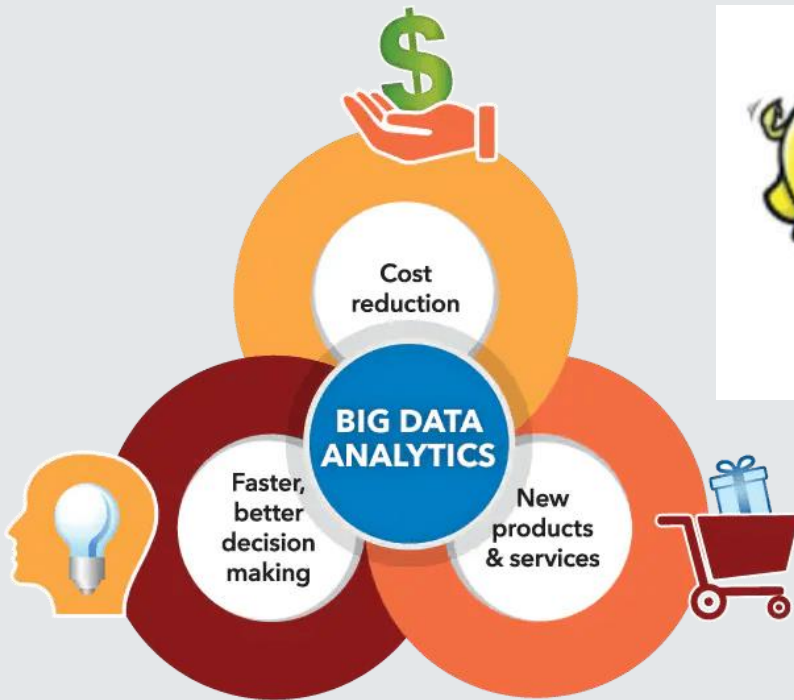 $
Cost
reduction
BIG DATA
ANALYTICS
Faster,
better
decision
making
New
products
& services